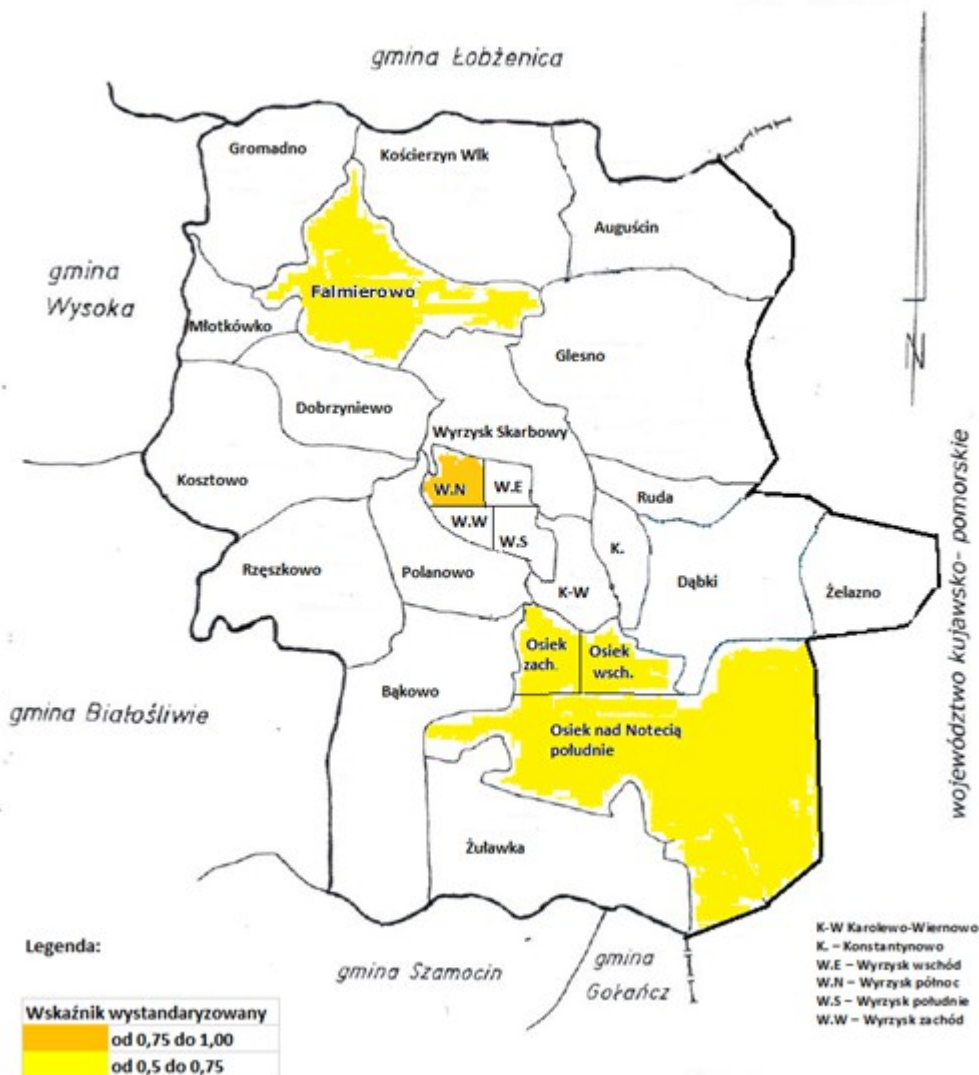 gmina Łobżenica
Gromadno
Kościerzyn Wlk
Auguścin
gmina
Wysoka
Falmierowo
Młotkówko
Glesno
N
Dobrzyniewo
Wyrzysk Skarbowy
Kosztowo
W.N
W.E
Ruda
W.W
W.S
K.
Rzęszkowo
Polanowo
K-W
Dąbki
Żelazno
województwo kujawsko- pomorskie
Osiek
zach.
Osiek
wsch.
Bąkowo
gmina Białośliwie
Osiek nad Notecią
południe
Żuławka
Legenda:
gmina Szamocin
gmina
Gołańcz
K-W Karolewo-Wiernowo
K. – Konstantynowo
W.E – Wyrzysk wschód
W.N – Wyrzysk północ
W.S – Wyrzysk południe
W.W – Wyrzysk zachód
Wskaźnik wystandaryzowany
od 0,75 do 1,00
od 0,5 do 0,75